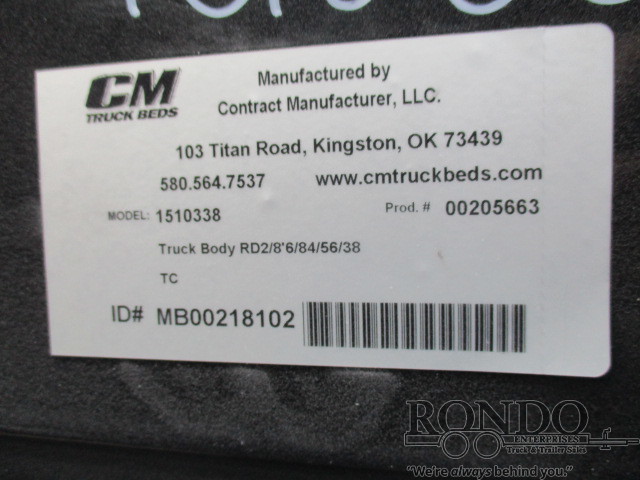 CM
TRUCK BEDS
Manufactured by
Contract Manufacturer, LLC.
103 Titan Road, Kingston, OK 73439
580.564.7537 www.cmtruckbeds.com
MODEL: 1510338 Prod. # 00205663
Truck Body RD2/8'6/84/56/38
TC
ID# MB00218102
RONDO
ENTERPRISES
Truck & Trailer Sales
"We're always behind you."